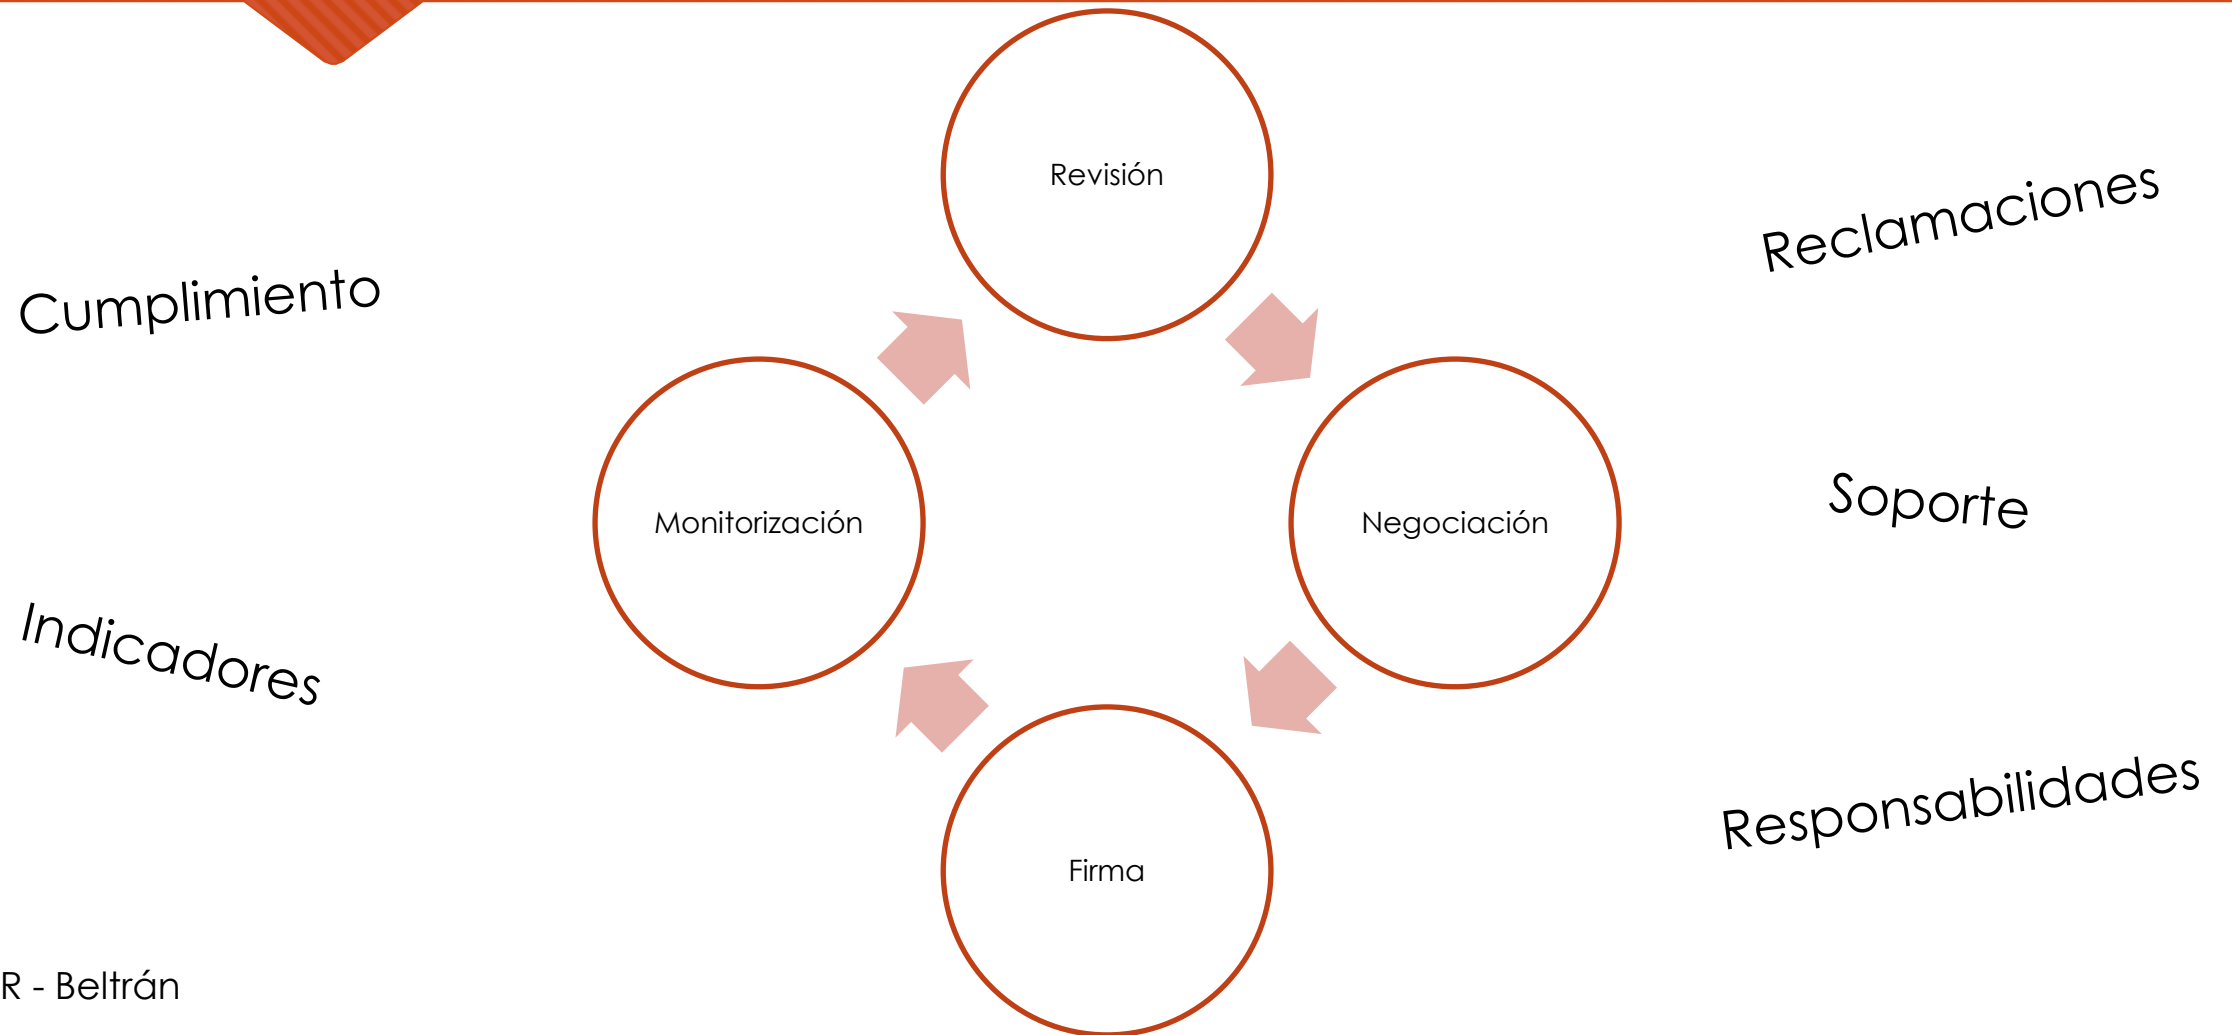 Revisión
Reclamaciones
Cumplimiento
Monitorización
Negociación
Soporte
Indicadores
Responsabilidades
Firma
R - Beltrán